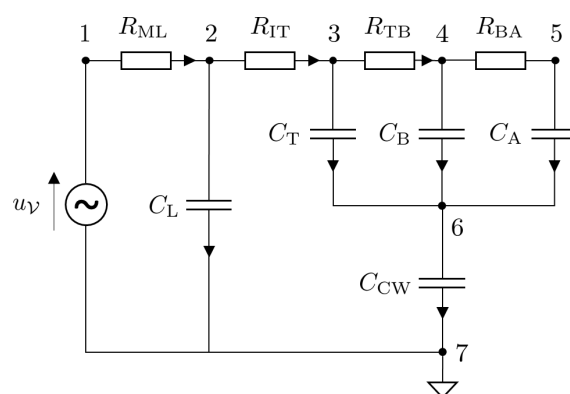 1 R_ML 2 R_IT 3 R_TB 4 R_BA 5
C_T C_B C_A
u_𝒱 C_L
6
C_CW
7